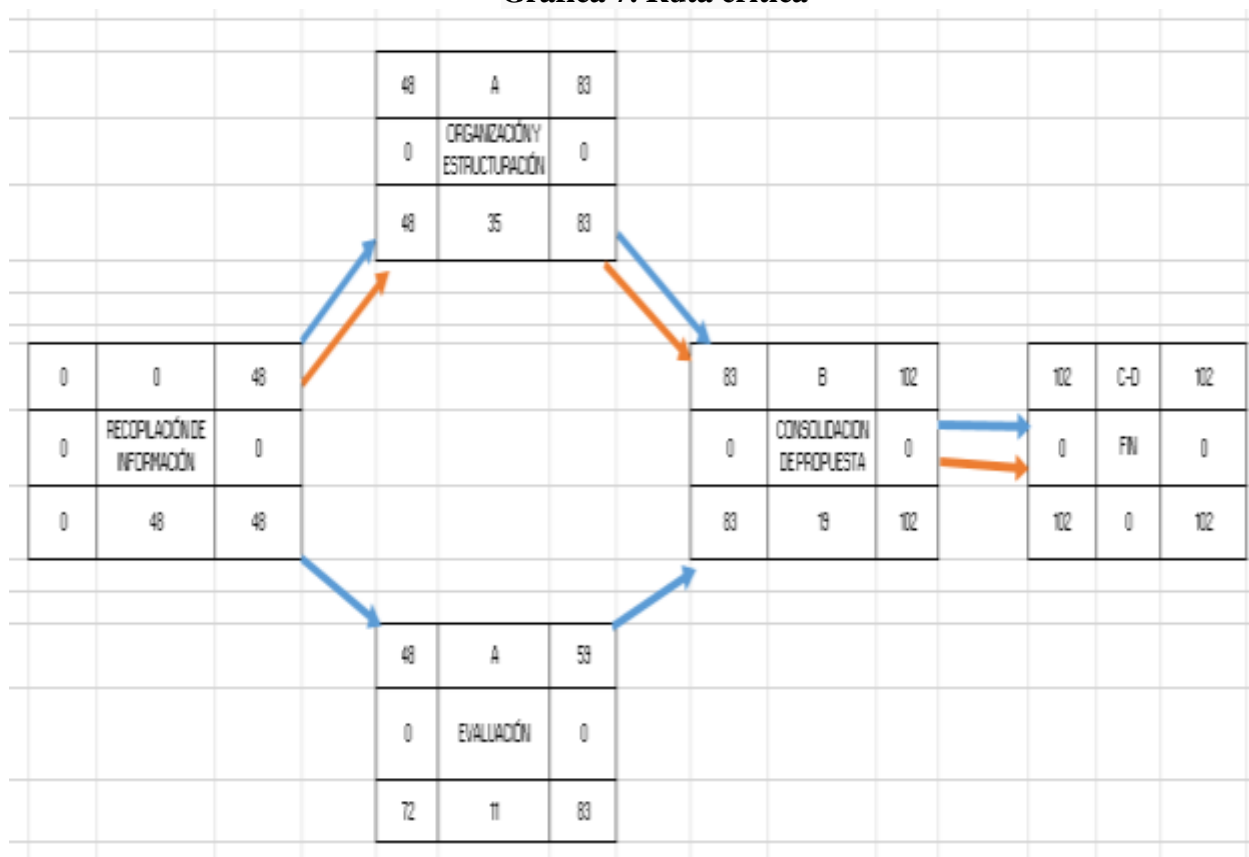 Gráfica 7. Ruta crítica
48 A 83
0 ORGANIZACIÓN Y ESTRUCTURACIÓN 0
48 35 83
0 0 48
0 RECOPILACIÓN DE INFORMACIÓN 0
0 48 48
83 B 102
0 CONSOLIDACION DE PROPUESTA 0
83 19 102
102 C-D 102
0 FIN 0
102 0 102
48 A 59
0 EVALUACIÓN 0
72 11 83